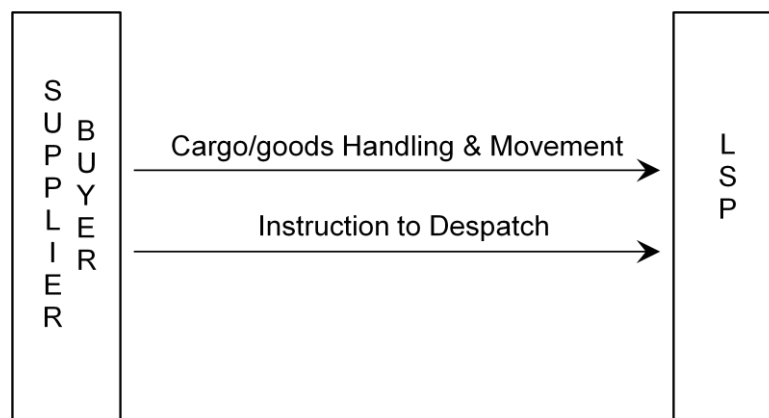 SUPPLIER
BUYER
Cargo/goods Handling & Movement
Instruction to Despatch
LSP